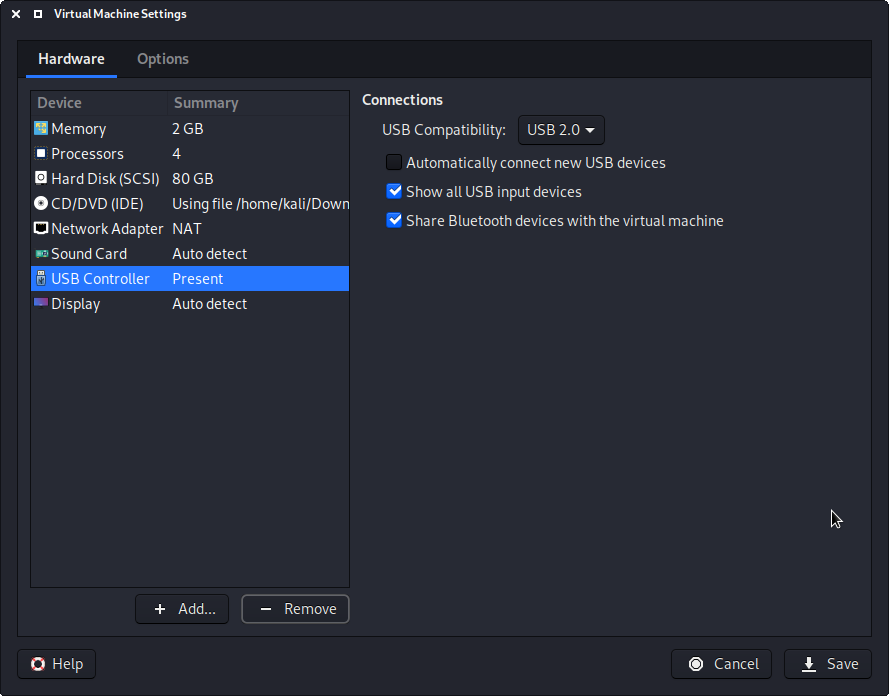 Virtual Machine Settings
Hardware Options
Device Summary
Memory 2 GB
Processors 4
Hard Disk (SCSI) 80 GB
CD/DVD (IDE) Using file /home/kali/Down
Network Adapter NAT
Sound Card Auto detect
USB Controller Present
Display Auto detect
Add...
Remove
Connections
USB Compatibility: USB 2.0
Automatically connect new USB devices
Show all USB input devices
Share Bluetooth devices with the virtual machine
Help
Cancel
Save